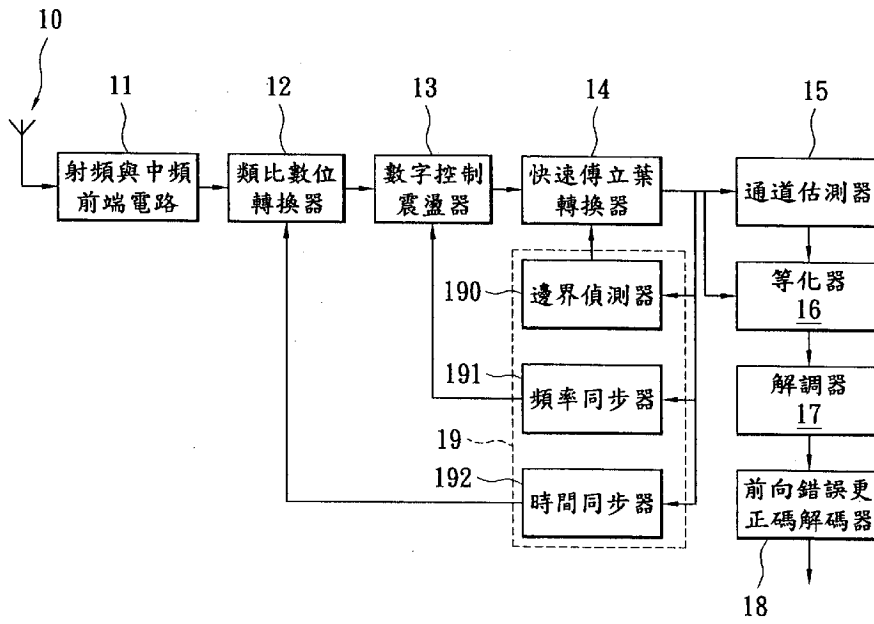 10
11
12
13
14
15
射頻與中頻
前端電路
類比數位
轉換器
數字控制
震盪器
快速傅立葉
轉換器
通道估測器
190
邊界偵測器
等化器
16
191
頻率同步器
解調器
17
19
192
時間同步器
前向錯誤更
正碼解碼器
18